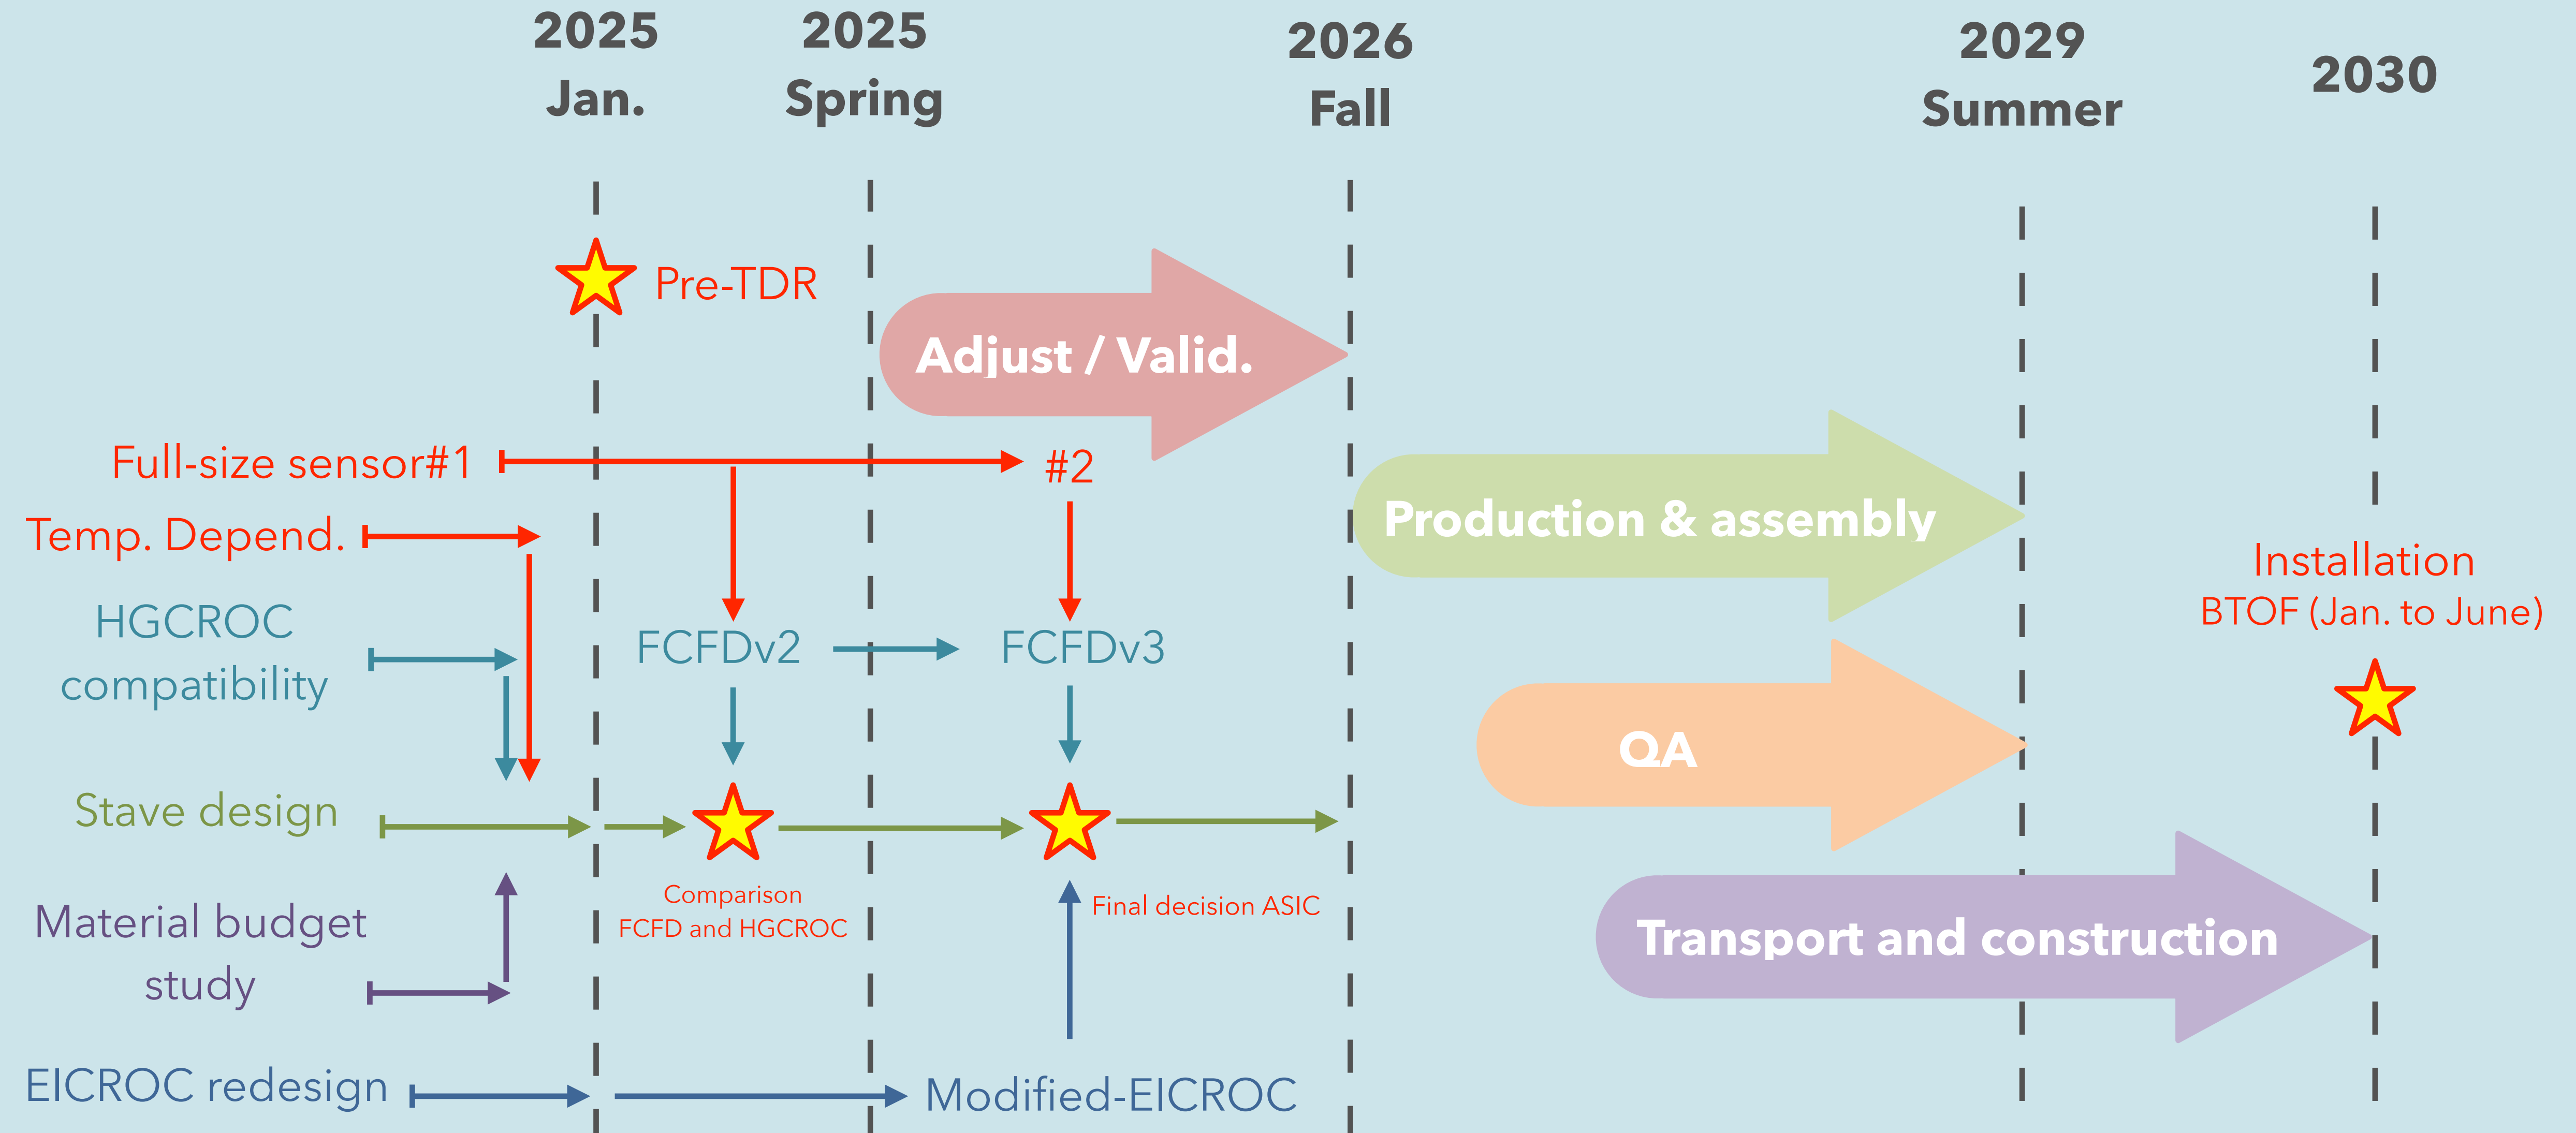 2025
Jan.
2025
Spring
2026
Fall
2029
Summer
2030
Pre-TDR
Adjust / Valid.
Full-size sensor#1
#2
Temp. Depend.
Production & assembly
Installation
BTOF (Jan. to June)
HGCROC
compatibility
FCFDv2
FCFDv3
QA
Stave design
Comparison
FCFD and HGCROC
Final decision ASIC
Material budget
study
Transport and construction
EICROC redesign
Modified-EICROC